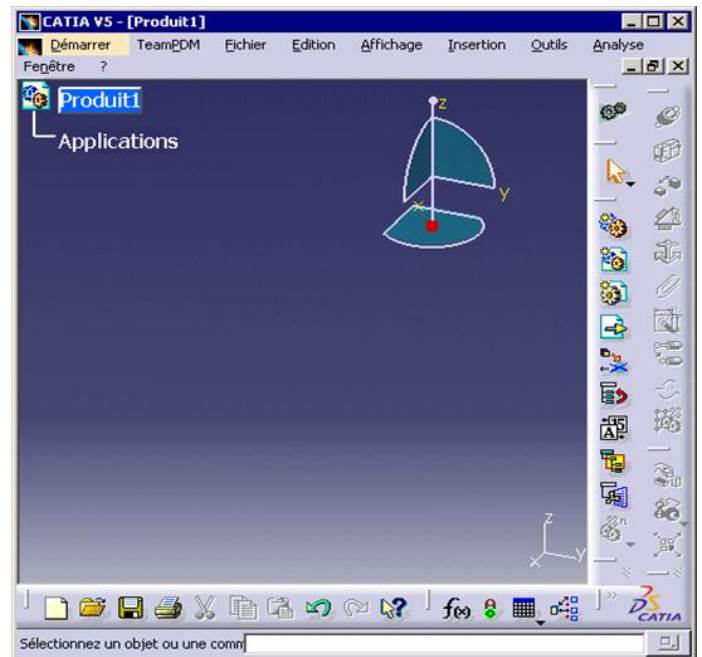 CATIA V5 - [Produit1]
Démarrer TeamPDM Fichier Edition Affichage Insertion Outils Analyse
Fenêtre ?
Produit1
Applications
z
y
x
z
x y
f(x)
CATIA
Sélectionnez un objet ou une comm